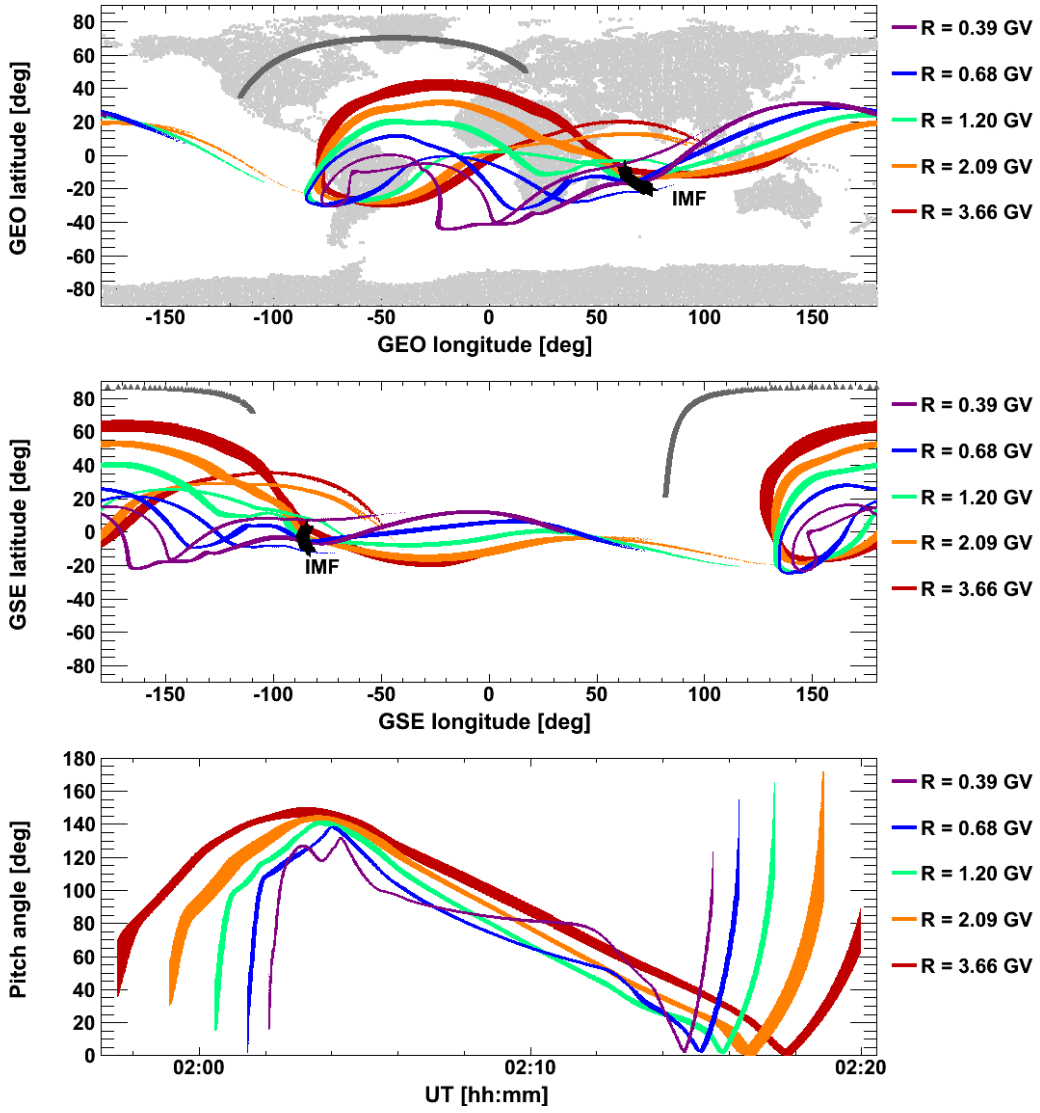 80
60
40
20
0
-20
-40
-60
-80
GEO latitude [deg]
IMF
-150 -100 -50 0 50 100 150
GEO longitude [deg]
R = 0.39 GV
R = 0.68 GV
R = 1.20 GV
R = 2.09 GV
R = 3.66 GV
80
60
40
20
0
-20
-40
-60
-80
GSE latitude [deg]
IMF
-150 -100 -50 0 50 100 150
GSE longitude [deg]
R = 0.39 GV
R = 0.68 GV
R = 1.20 GV
R = 2.09 GV
R = 3.66 GV
180
160
140
120
100
80
60
40
20
0
Pitch angle [deg]
02:00 02:10 02:20
UT [hh:mm]
R = 0.39 GV
R = 0.68 GV
R = 1.20 GV
R = 2.09 GV
R = 3.66 GV